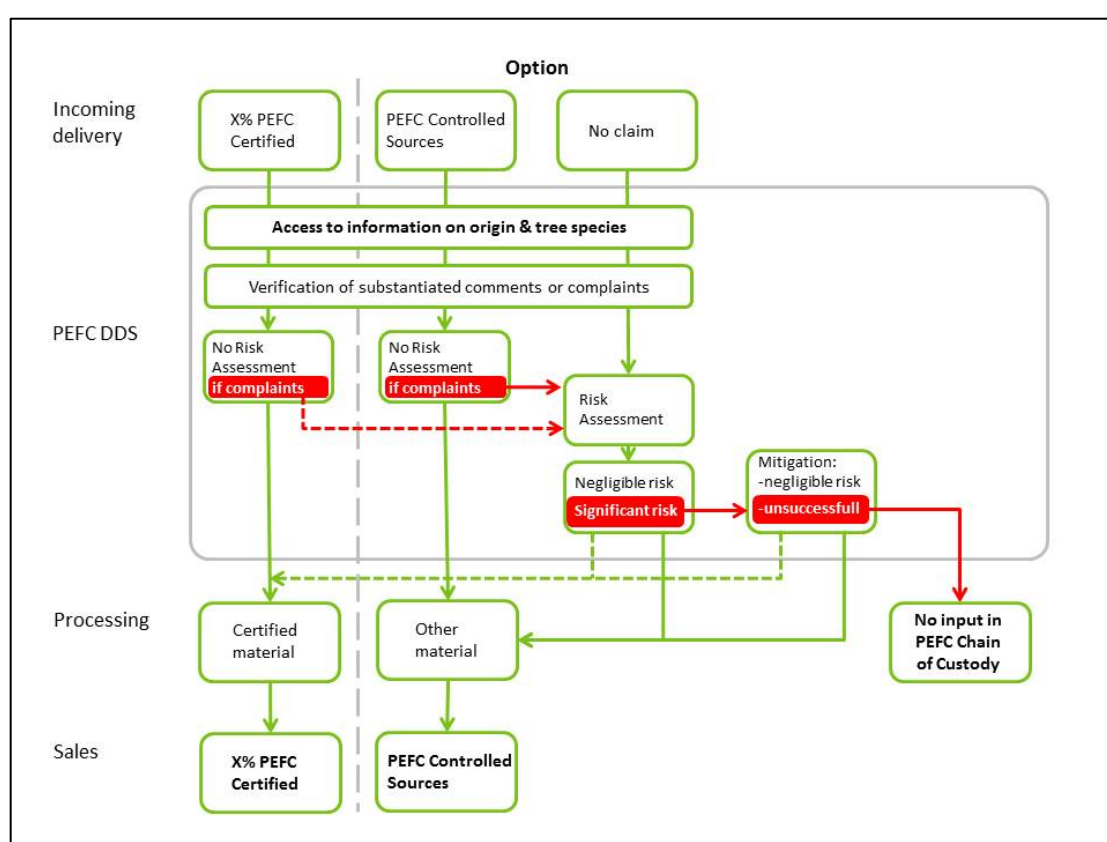 Option
Incoming
delivery
X% PEFC
Certified
PEFC Controlled
Sources
No claim
Access to information on origin & tree species
Verification of substantiated comments or complaints
PEFC DDS
No Risk
Assessment
if complaints
No Risk
Assessment
if complaints
Risk
Assessment
Negligible risk
Significant risk
Mitigation:
-negligible risk
-unsuccessfull
Processing
Certified
material
Other
material
No input in
PEFC Chain
of Custody
Sales
X% PEFC
Certified
PEFC Controlled
Sources